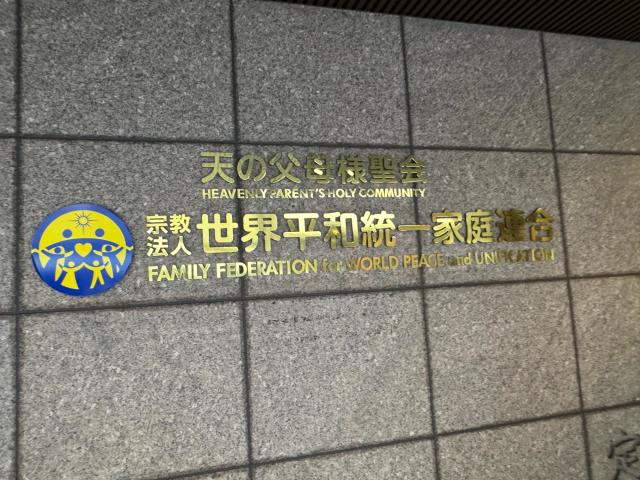 天の父母様聖会
HEAVENLY PARENT'S HOLY COMMUNITY
宗教法人 世界平和統一家庭連合
FAMILY FEDERATION for WORLD PEACE and UNIFICATION
定